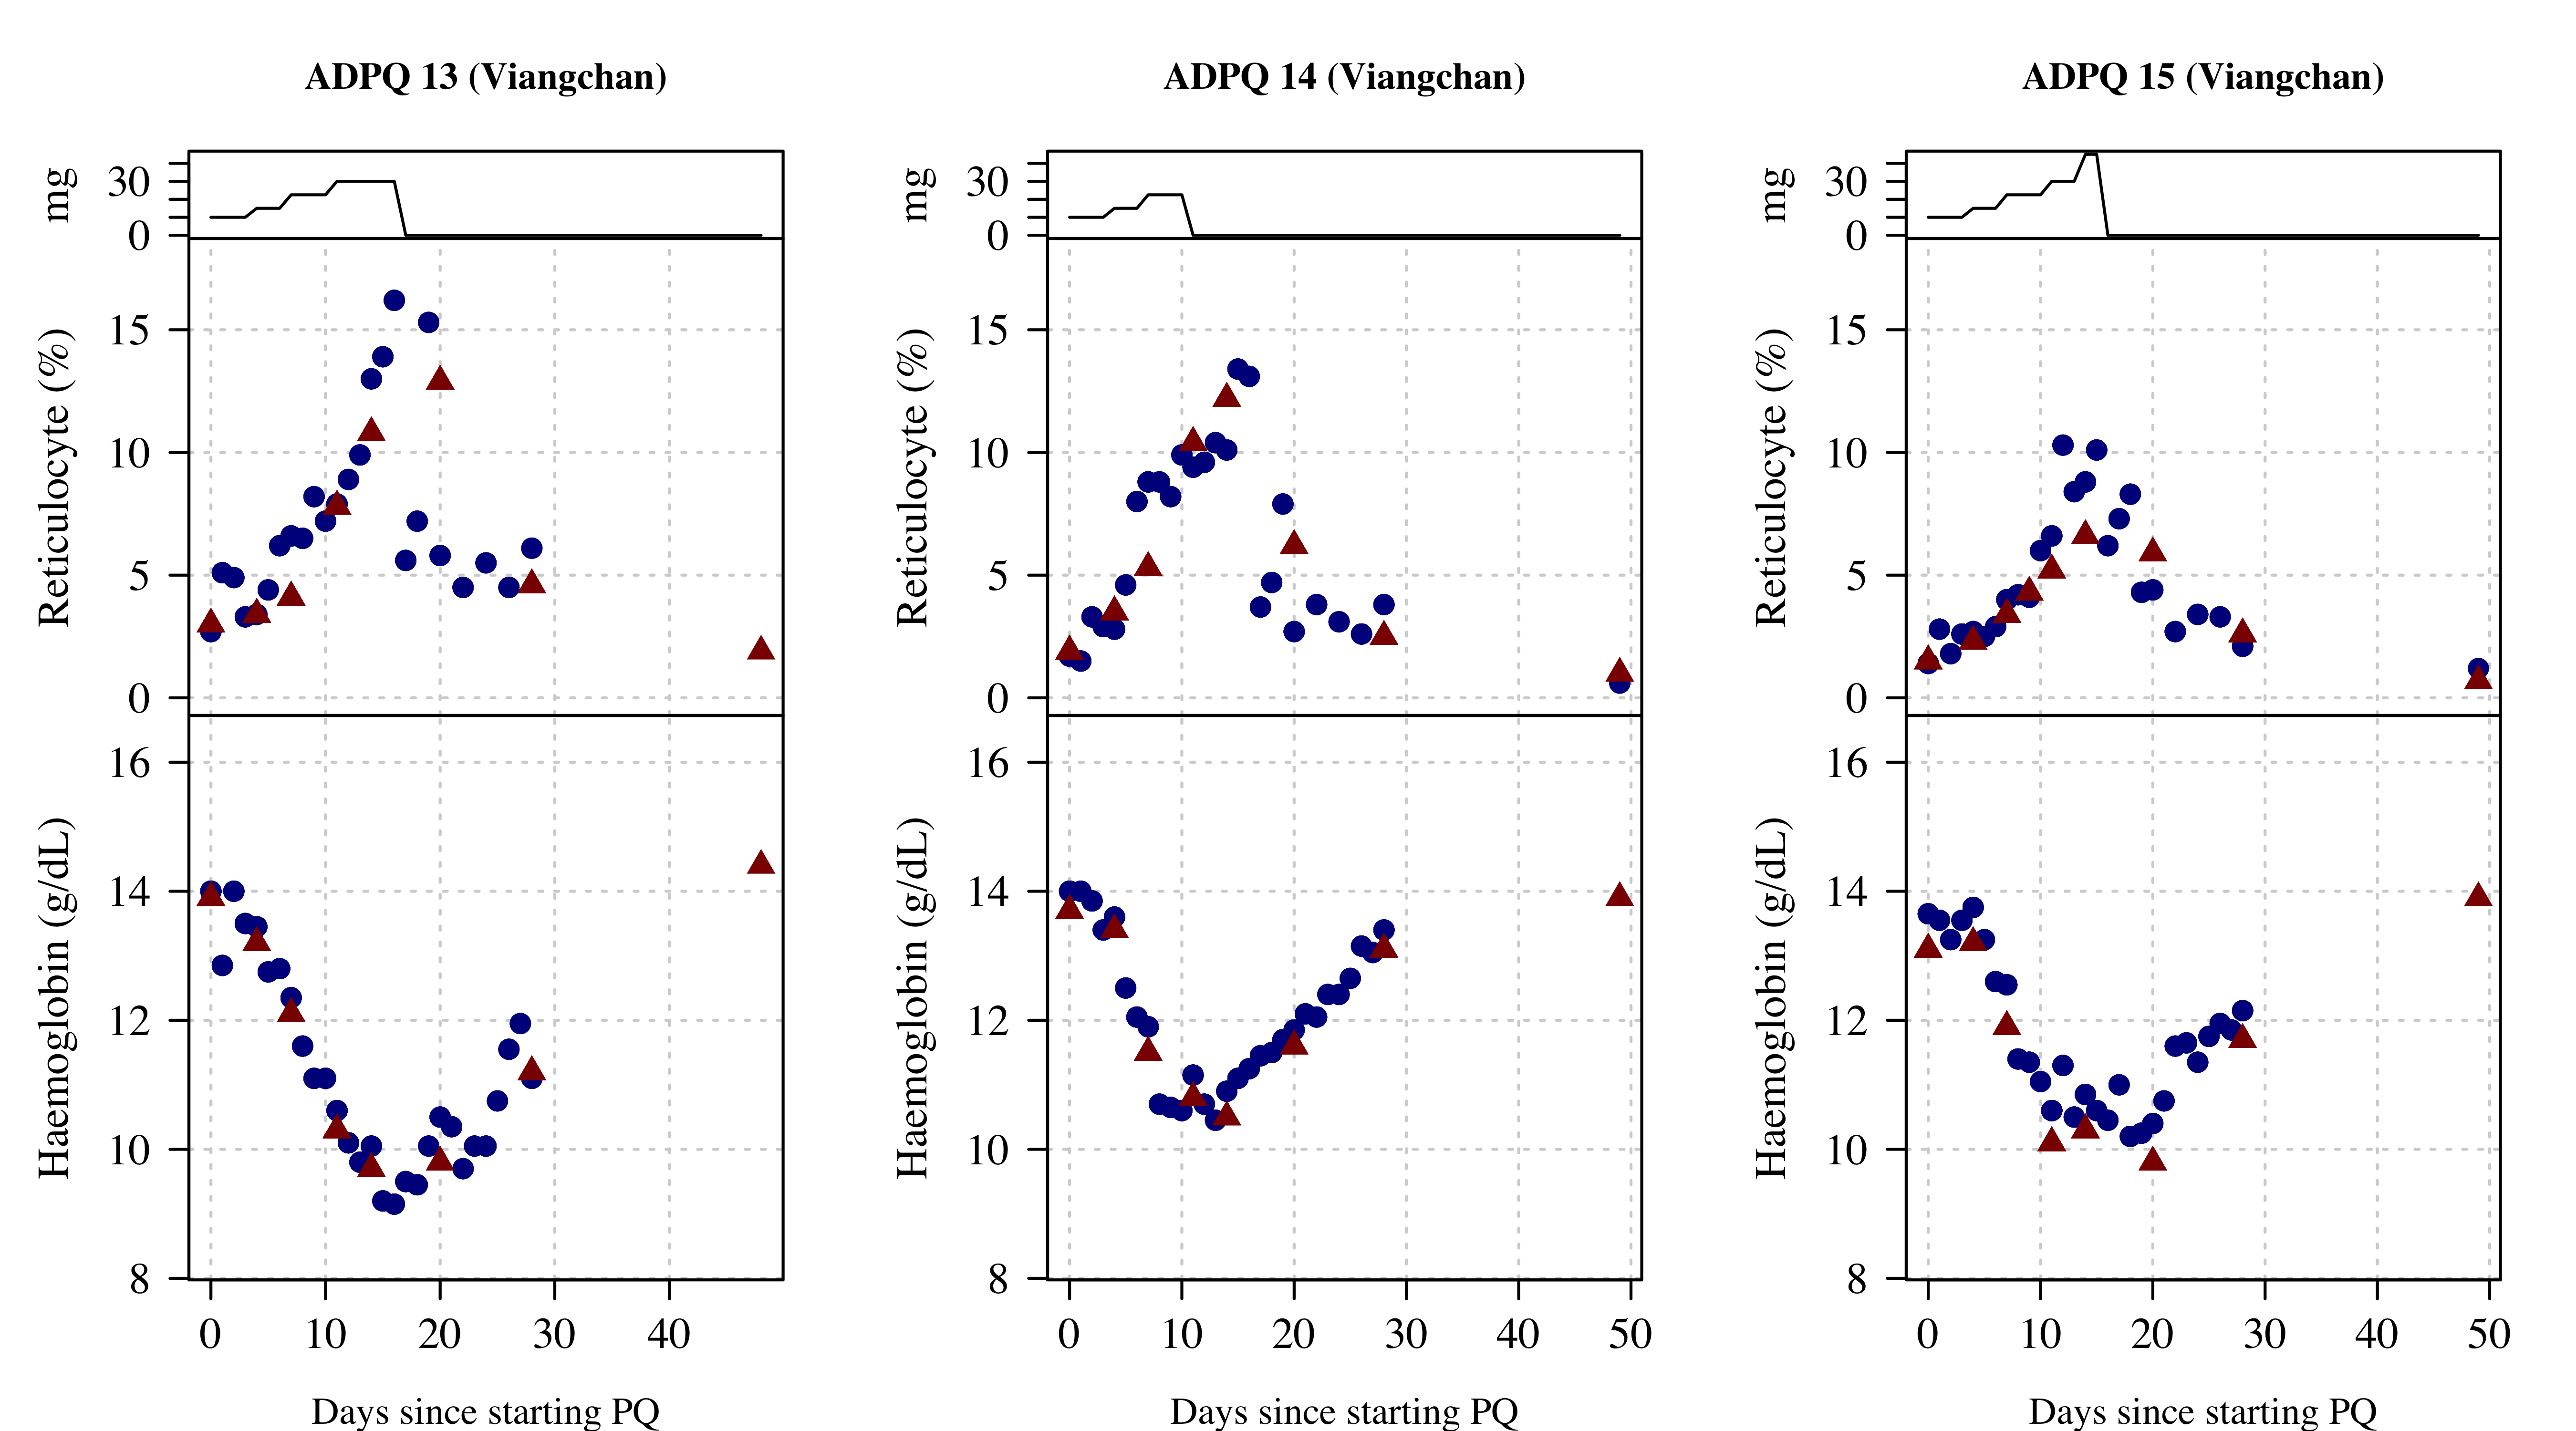 ADPQ 13 (Viangchan)
mg
30
0
Reticulocyte (%)
15
10
5
0
Haemoglobin (g/dL)
16
14
12
10
8
0 10 20 30 40
Days since starting PQ
ADPQ 14 (Viangchan)
mg
30
0
Reticulocyte (%)
15
10
5
0
Haemoglobin (g/dL)
16
14
12
10
8
0 10 20 30 40 50
Days since starting PQ
ADPQ 15 (Viangchan)
mg
30
0
Reticulocyte (%)
15
10
5
0
Haemoglobin (g/dL)
16
14
12
10
8
0 10 20 30 40 50
Days since starting PQ